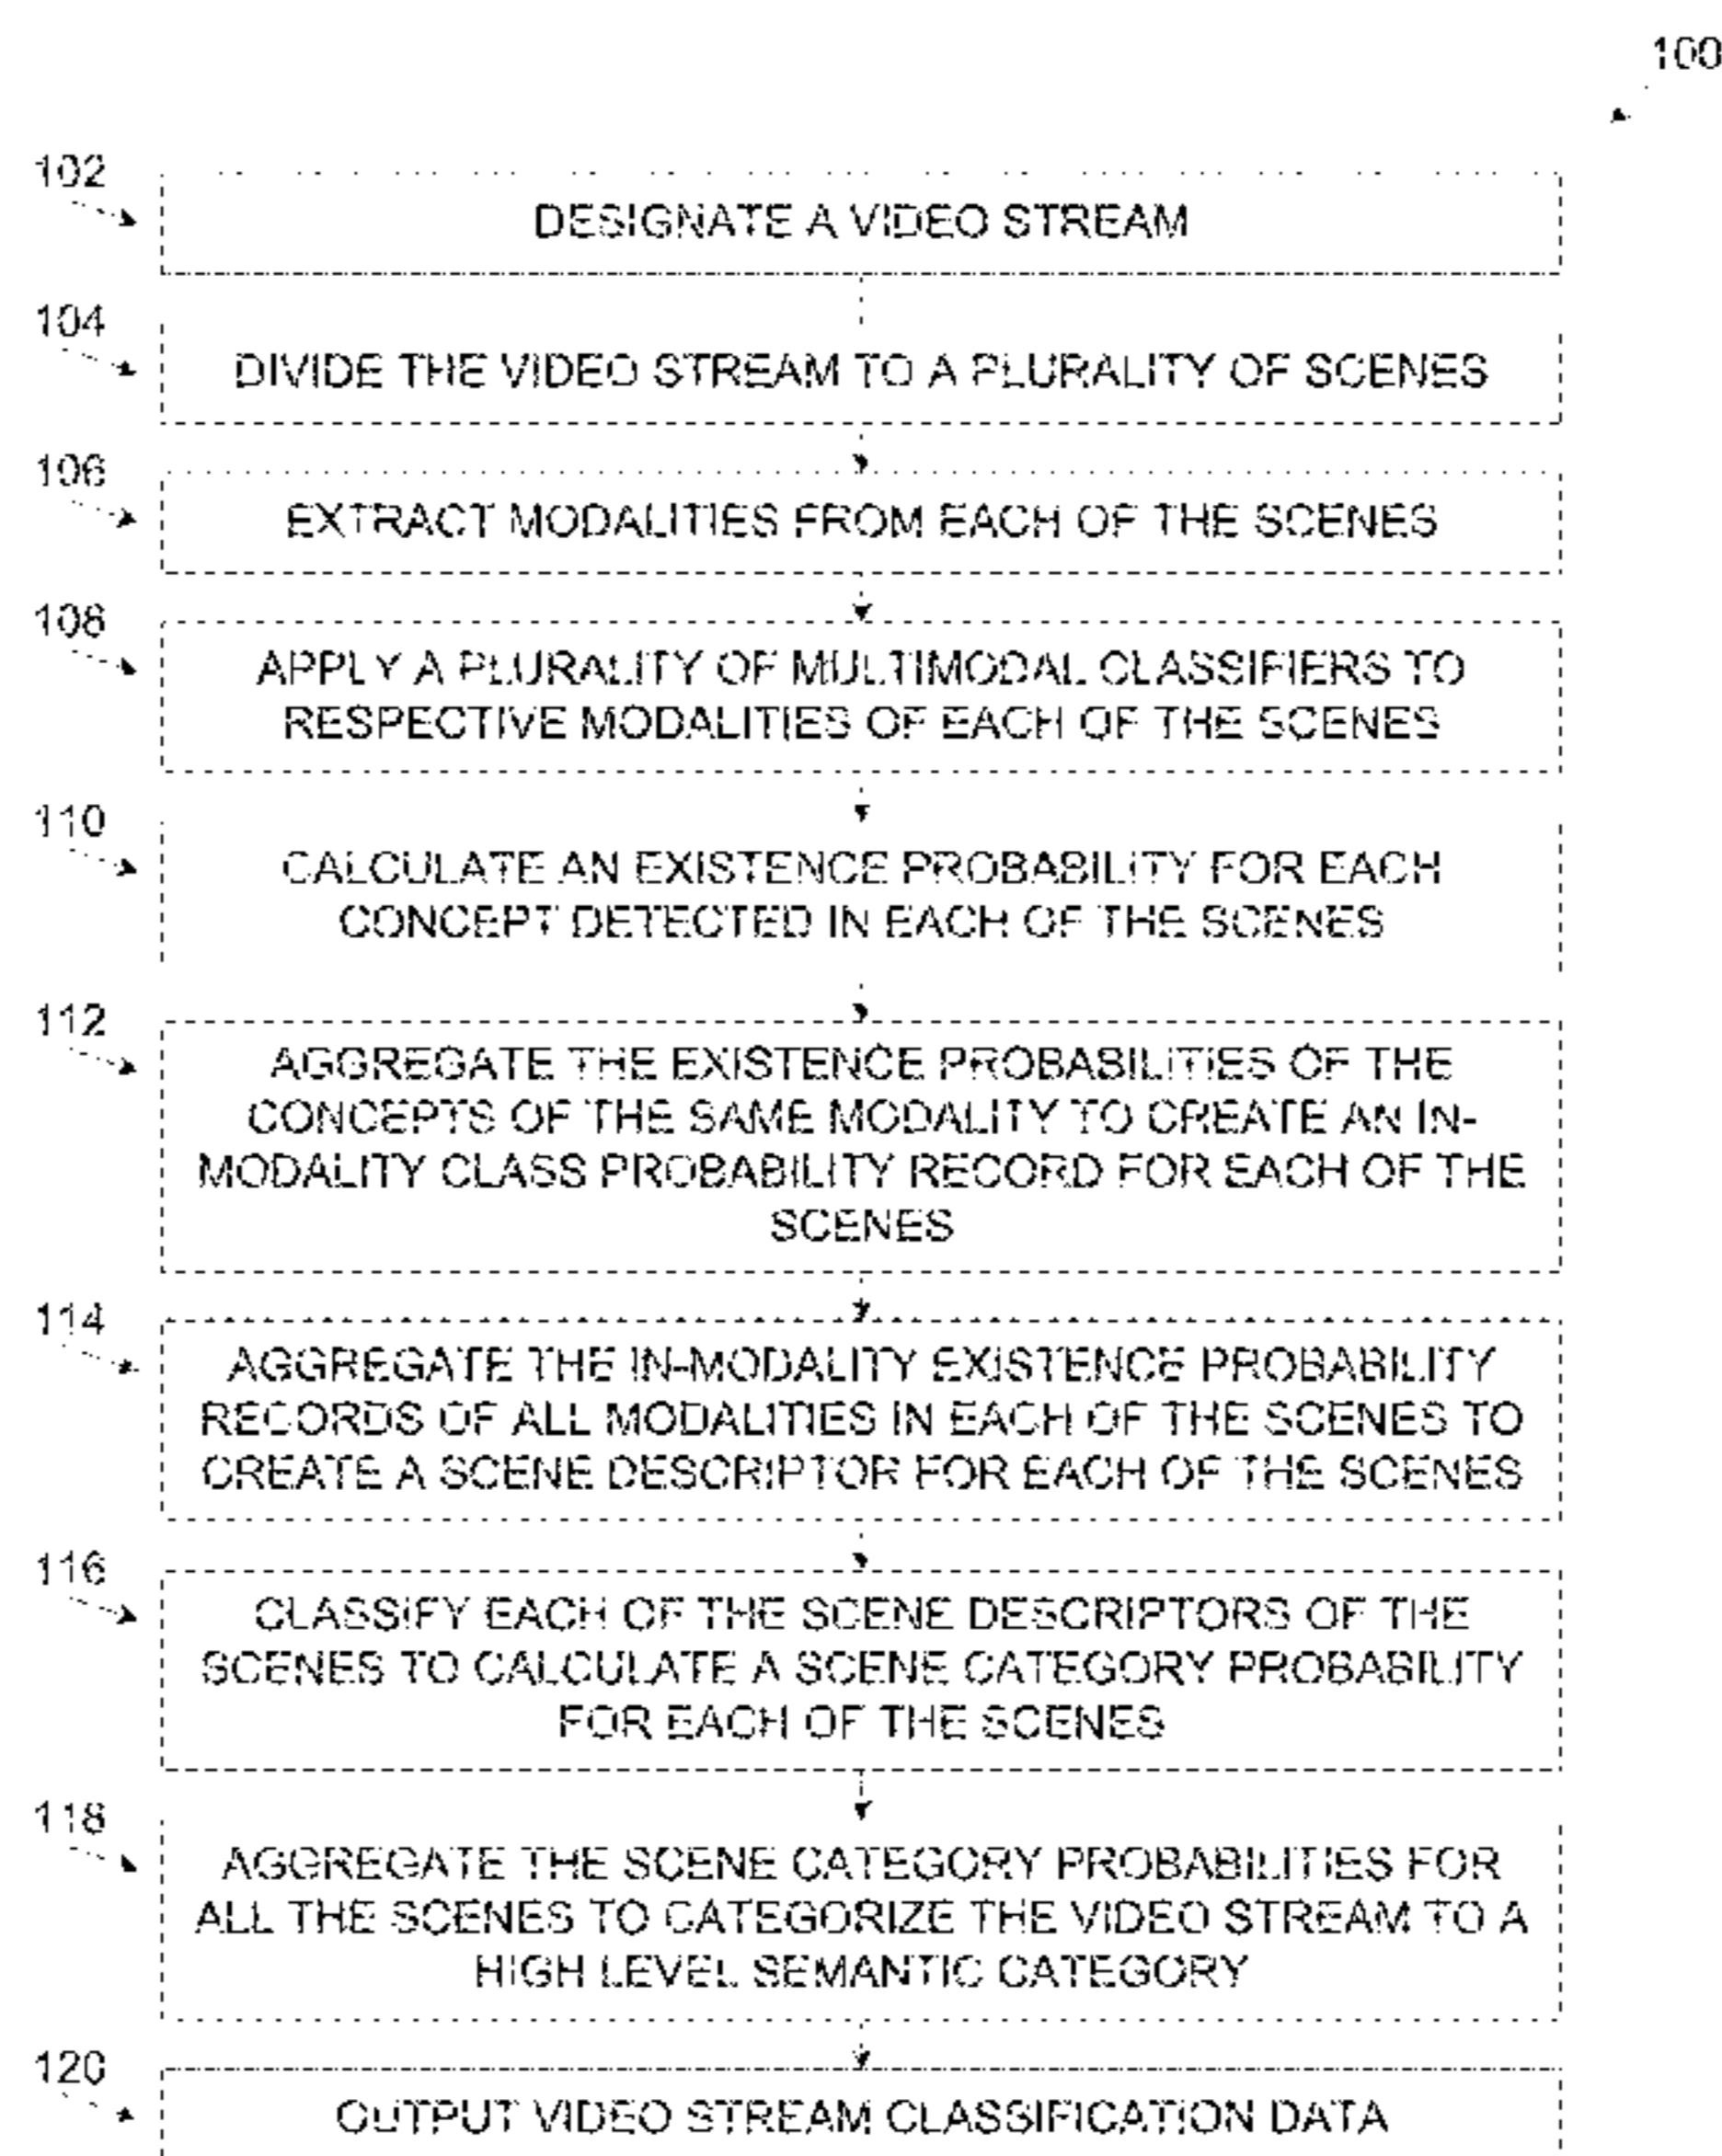 100
102
DESIGNATE A VIDEO STREAM
104
DIVIDE THE VIDEO STREAM TO A PLURALITY OF SCENES
106
EXTRACT MODALITIES FROM EACH OF THE SCENES
108
APPLY A PLURALITY OF MULTIMODAL CLASSIFIERS TO
RESPECTIVE MODALITIES OF EACH OF THE SCENES
110
CALCULATE AN EXISTENCE PROBABILITY FOR EACH
CONCEPT DETECTED IN EACH OF THE SCENES
112
AGGREGATE THE EXISTENCE PROBABILITIES OF THE
CONCEPTS OF THE SAME MODALITY TO CREATE AN IN-
MODALITY CLASS PROBABILITY RECORD FOR EACH OF THE
SCENES
114
AGGREGATE THE IN-MODALITY EXISTENCE PROBABILITY
RECORDS OF ALL MODALITIES IN EACH OF THE SCENES TO
CREATE A SCENE DESCRIPTOR FOR EACH OF THE SCENES
116
CLASSIFY EACH OF THE SCENE DESCRIPTORS OF THE
SCENES TO CALCULATE A SCENE CATEGORY PROBABILITY
FOR EACH OF THE SCENES
118
AGGREGATE THE SCENE CATEGORY PROBABILITIES FOR
ALL THE SCENES TO CATEGORIZE THE VIDEO STREAM TO A
HIGH LEVEL SEMANTIC CATEGORY
120
OUTPUT VIDEO STREAM CLASSIFICATION DATA